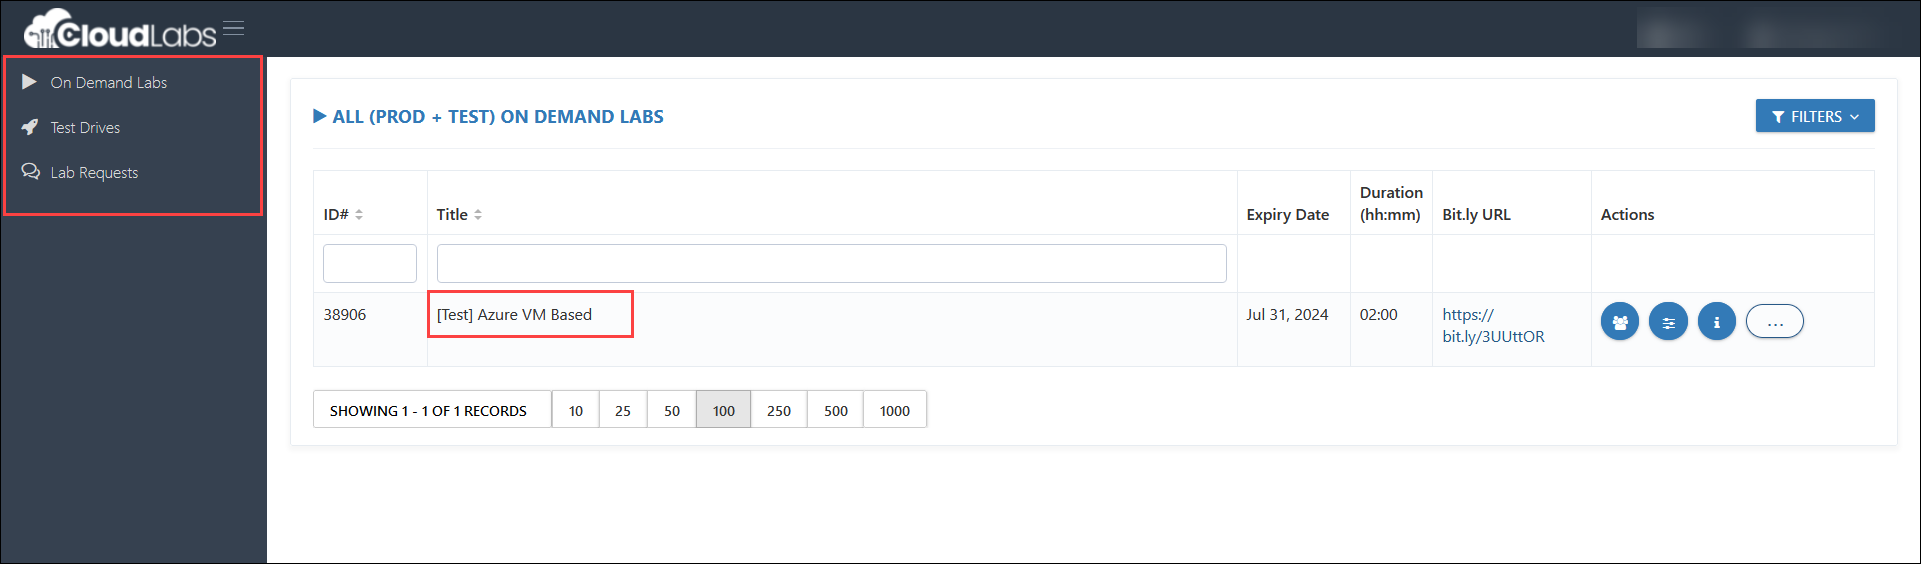 CloudLabs
On Demand Labs
Test Drives
Lab Requests
ALL (PROD + TEST) ON DEMAND LABS
FILTERS
ID#
Title
Expiry Date
Duration
(hh:mm)
Bit.ly URL
Actions
38906
[Test] Azure VM Based
Jul 31, 2024
02:00
https://
bit.ly/3UUttOR
...
SHOWING 1 - 1 OF 1 RECORDS
10
25
50
100
250
500
1000